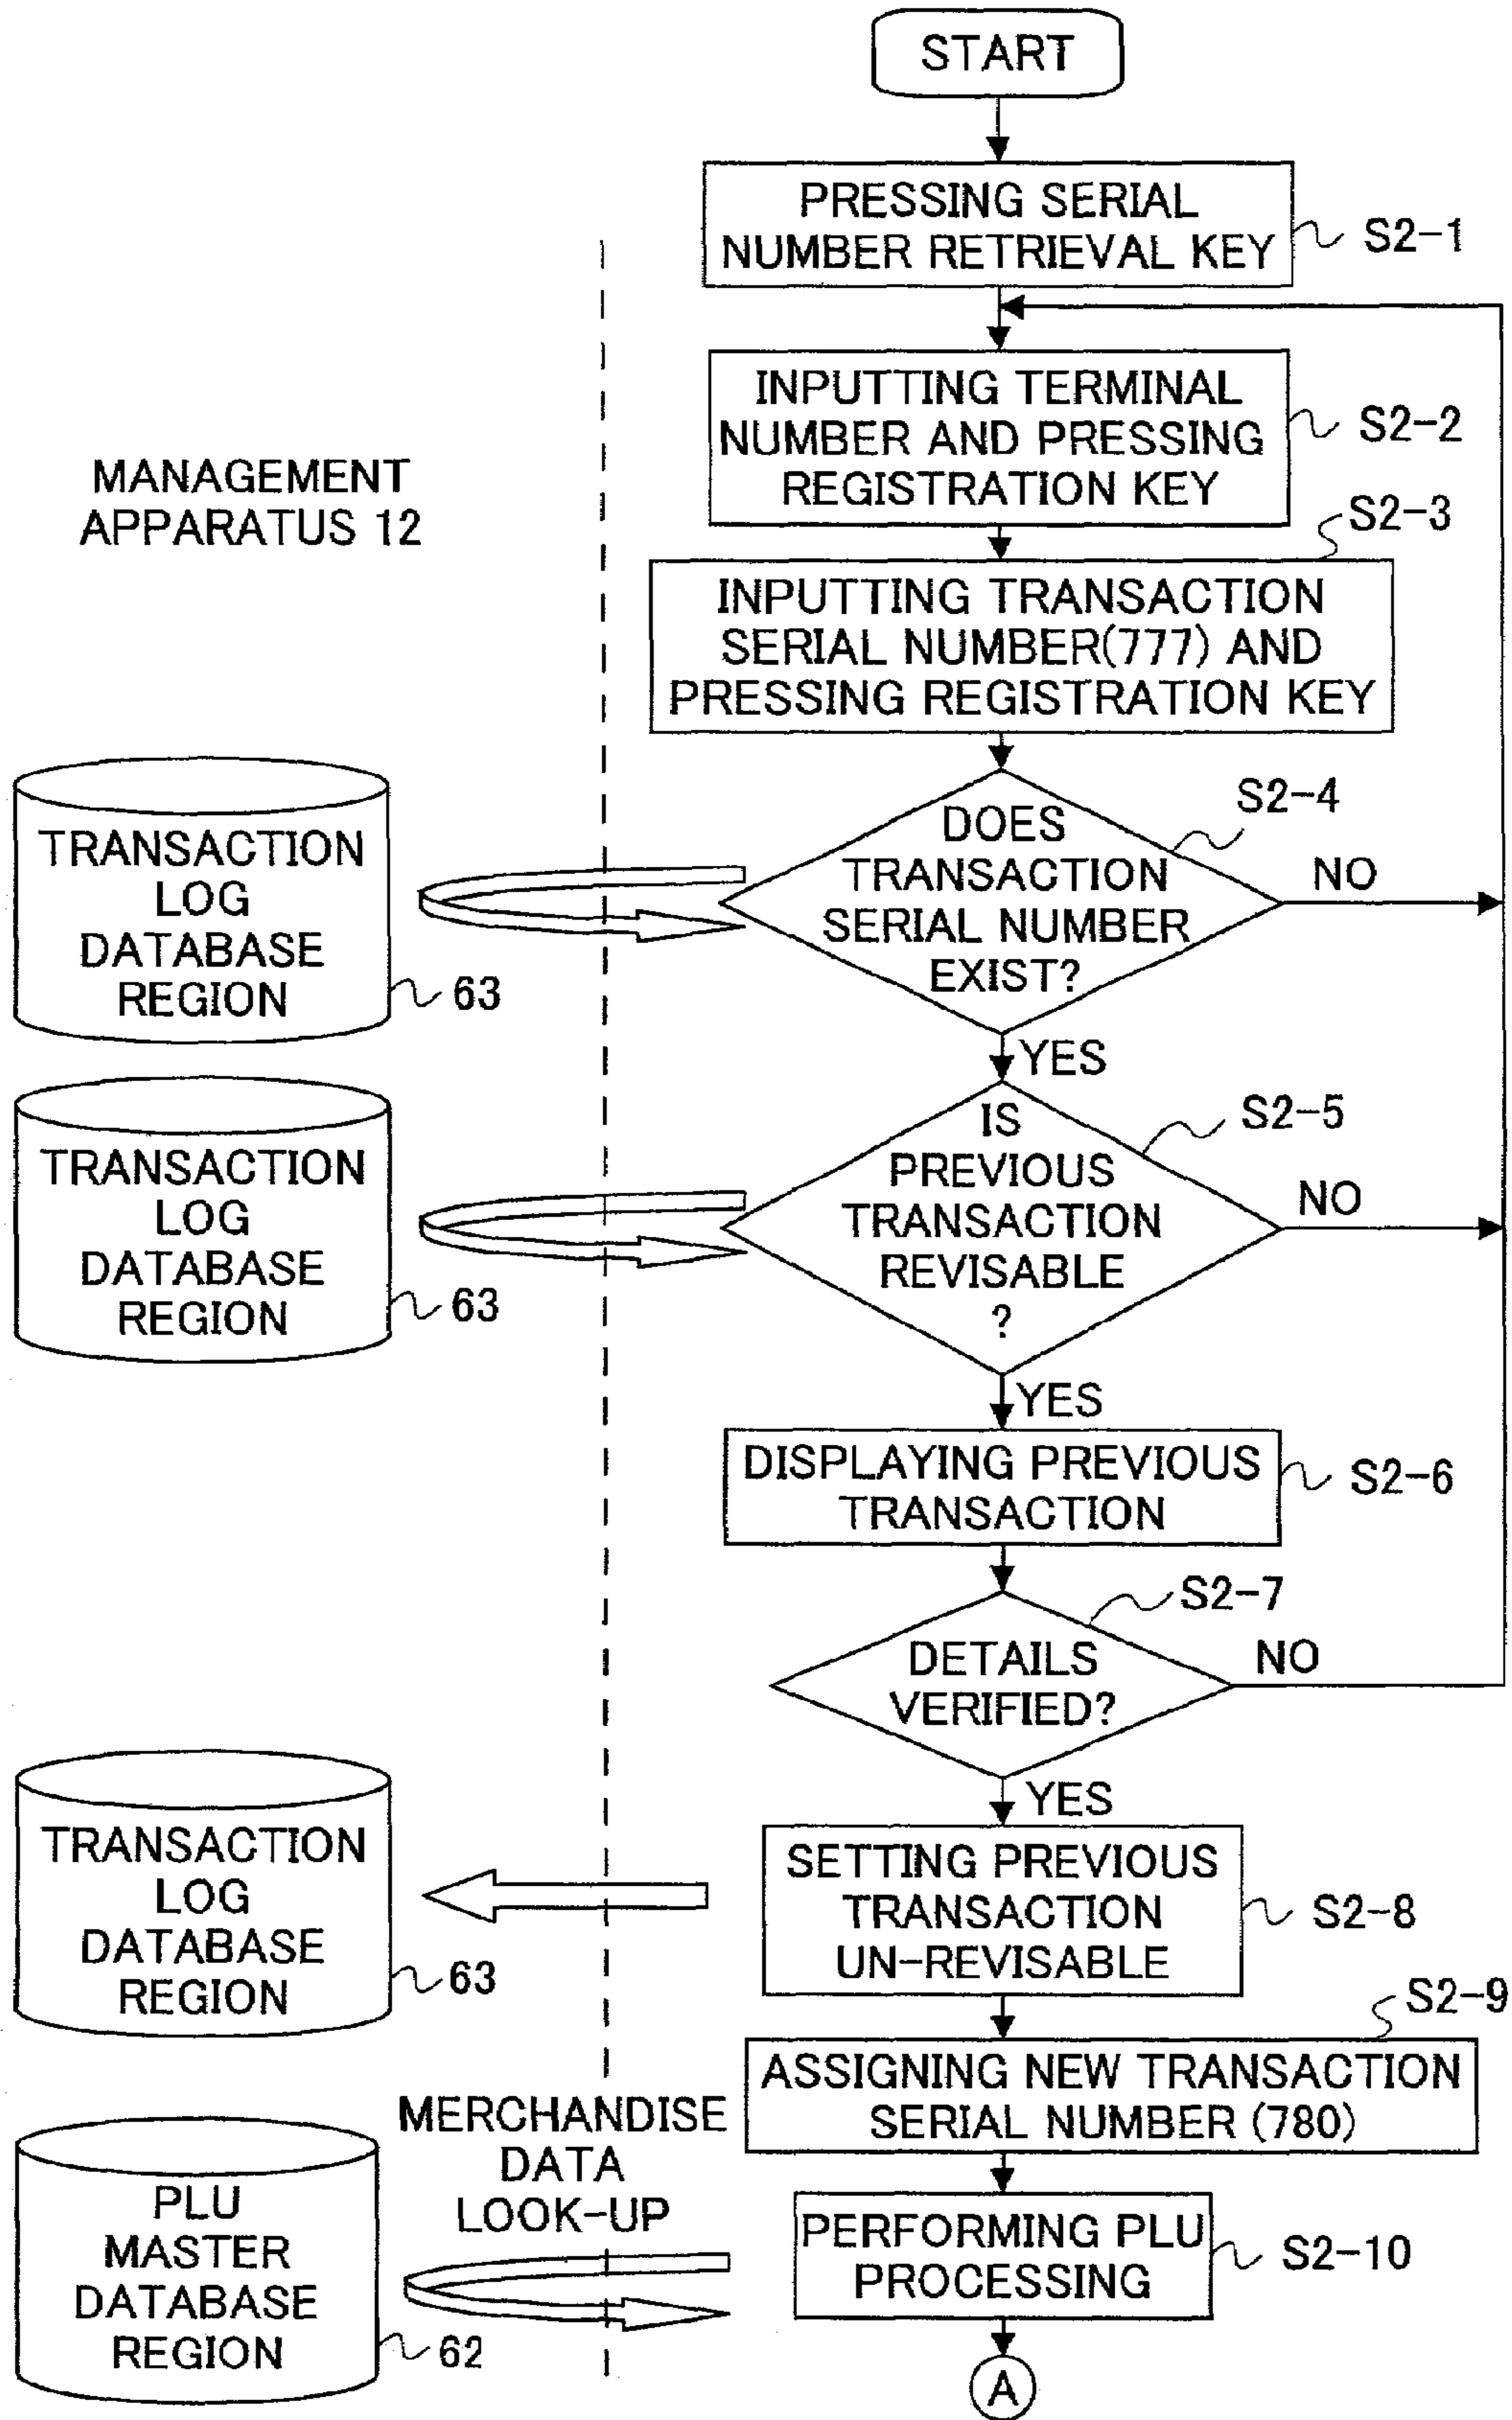 START
PRESSING SERIAL
NUMBER RETRIEVAL KEY
S2-1
INPUTTING TERMINAL
NUMBER AND PRESSING
REGISTRATION KEY
S2-2
MANAGEMENT
APPARATUS 12
S2-3
INPUTTING TRANSACTION
SERIAL NUMBER(777) AND
PRESSING REGISTRATION KEY
TRANSACTION
LOG
DATABASE
REGION
63
S2-4
DOES
TRANSACTION
SERIAL NUMBER
EXIST?
NO
YES
TRANSACTION
LOG
DATABASE
REGION
63
S2-5
IS
PREVIOUS
TRANSACTION
REVISABLE
?
NO
YES
DISPLAYING PREVIOUS
TRANSACTION
S2-6
S2-7
DETAILS
VERIFIED?
NO
YES
TRANSACTION
LOG
DATABASE
REGION
63
SETTING PREVIOUS
TRANSACTION
UN-REVISABLE
S2-8
S2-9
ASSIGNING NEW TRANSACTION
SERIAL NUMBER (780)
PLU
MASTER
DATABASE
REGION
62
MERCHANDISE
DATA
LOOK-UP
PERFORMING PLU
PROCESSING
S2-10
A